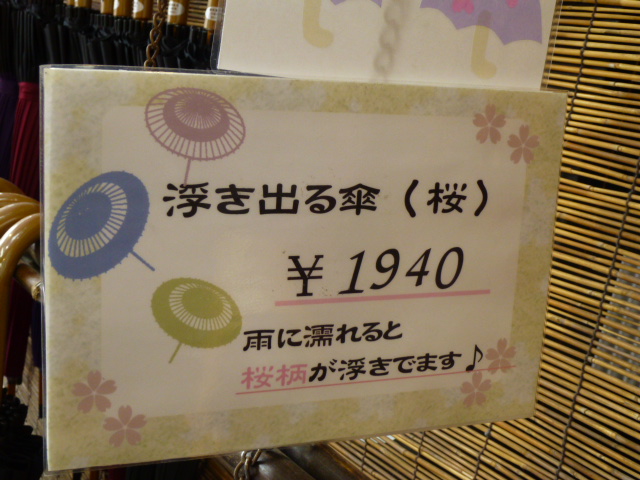 浮き出る傘（桜）
￥1940
雨に濡れると
桜柄が浮きでます♪